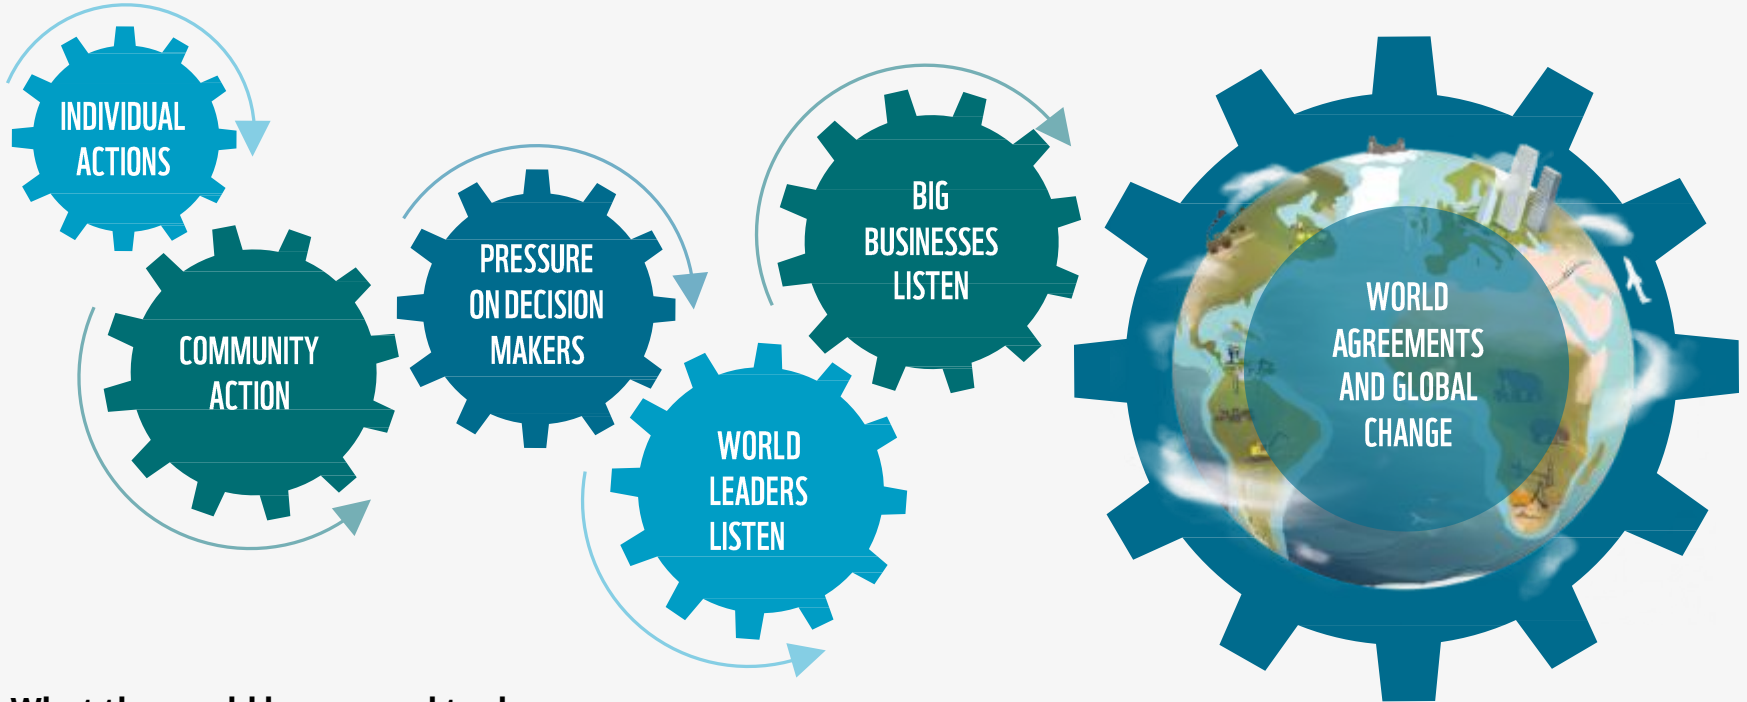 INDIVIDUAL
ACTIONS
COMMUNITY
ACTION
PRESSURE
ON DECISION
MAKERS
WORLD
LEADERS
LISTEN
BIG
BUSINESSES
LISTEN
WORLD
AGREEMENTS
AND GLOBAL
CHANGE